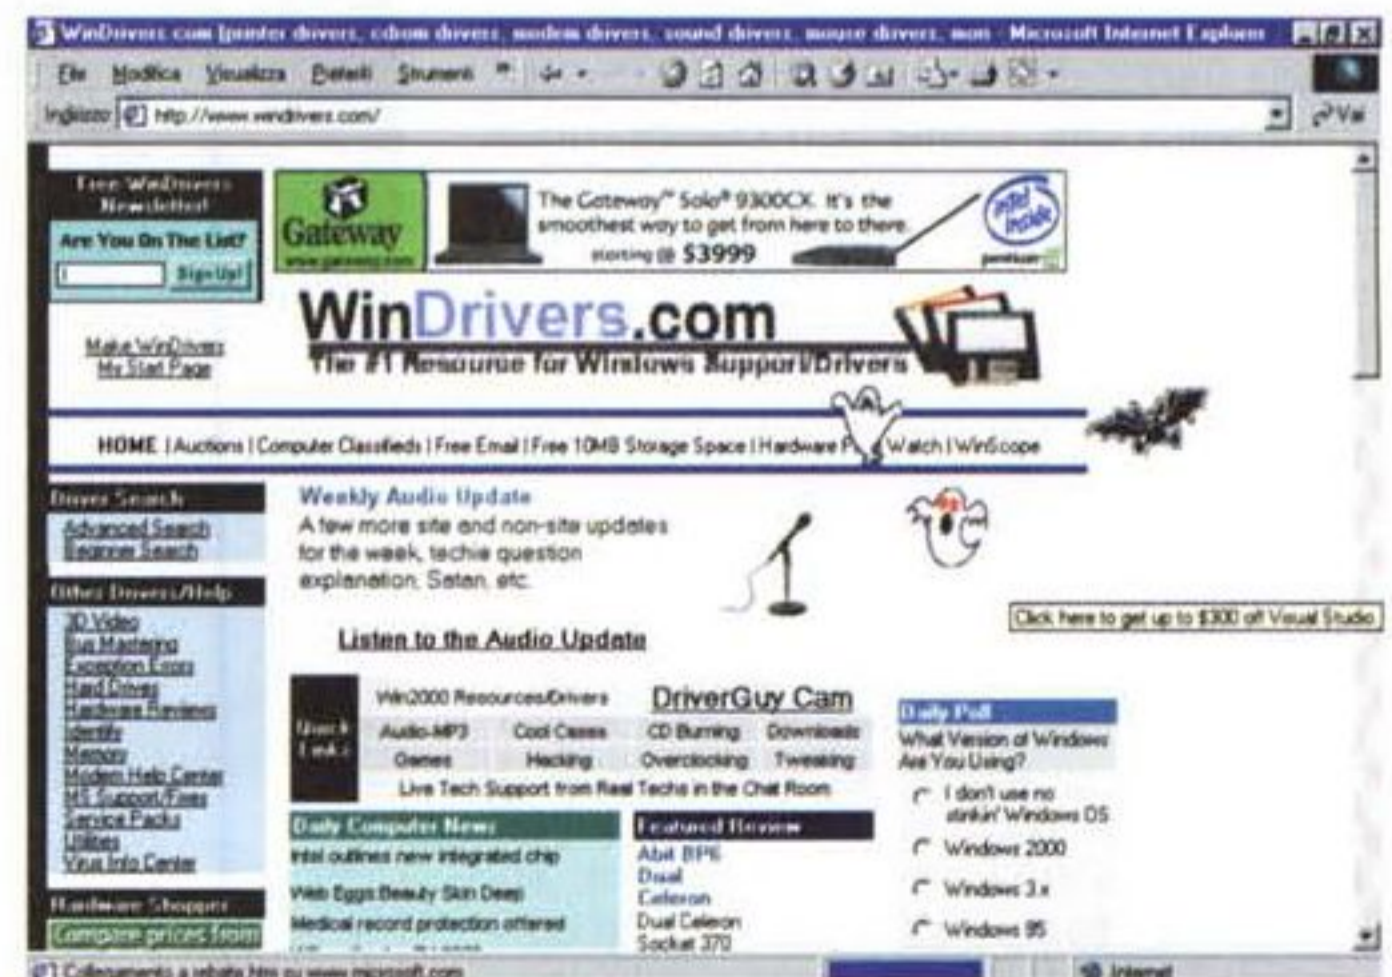 WinDrivers.com [printer drivers, cdrom drivers, modem drivers, sound drivers, mouse drivers, mon - Microsoft Internet Explorer
File Modifica Visualizza Preferiti Strumenti
Indirizzo http://www.windrivers.com/ Vai
Free WinDrivers
Newsletter!
Are You On The List?
Sign Up!
Make WinDrivers
My Start Page
Gateway
www.gateway.com
The Gateway™ Solo® 9300CX. It's the
smoothest way to get from here to there.
starting @ $3999
intel
inside
pentium
WinDrivers.com
The #1 Resource for Windows Support/Drivers
HOME | Auctions | Computer Classifieds | Free Email | Free 10MB Storage Space | Hardware P Watch | WinScope
Driver Search
Advanced Search
Beginner Search
Other Drivers/Help
3D Video
Bus Mastering
Exception Errors
Hard Drives
Hardware Reviews
Identify
Memory
Modem Help Center
MS Support/Fixes
Service Packs
Utilities
Virus Info Center
Hardware Shopper
Compare prices from
Weekly Audio Update
A few more site and non-site updates
for the week, techie question
explanation, Satan, etc.
Listen to the Audio Update
Click here to get up to $300 off Visual Studio.
Quick
Links
Win2000 Resources/Drivers DriverGuy Cam
Audio-MP3 Cool Cases CD Burning Downloads
Games Hacking Overclocking Tweaking
Live Tech Support from Real Techs in the Chat Room
Daily Computer News
Intel outlines new integrated chip
Web Eggs Beauty Skin Deep
Medical record protection offered
Featured Review
Abit BP6
Dual
Celeron
Dual Celeron
Socket 370
Daily Poll
What Version of Windows
Are You Using?
I don't use no
stinkin' Windows OS
Windows 2000
Windows 3.x
Windows 95
Collegamento a rebate.htm su www.microsoft.com
Internet